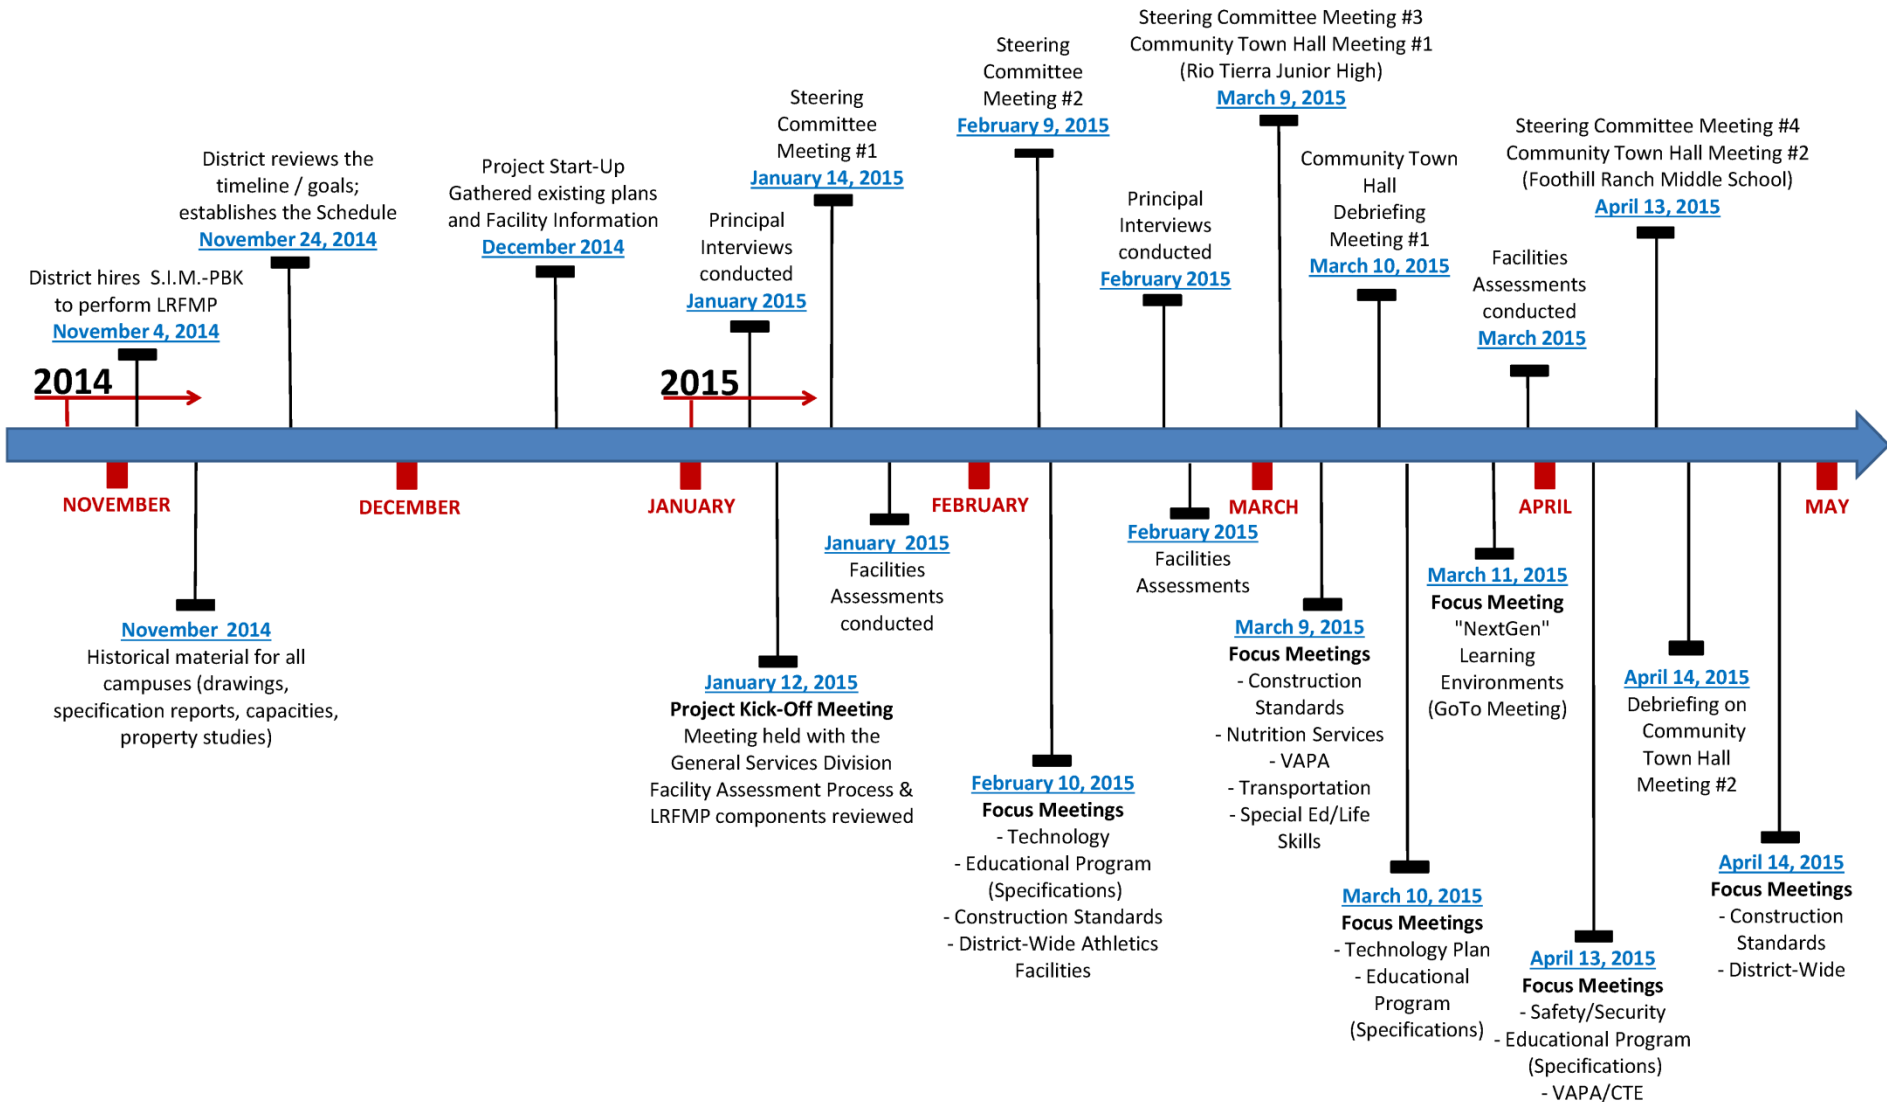 District hires S.I.M.-PBK
to perform LRFMP
November 4, 2014
District reviews the
timeline / goals;
establishes the Schedule
November 24, 2014
Project Start-Up
Gathered existing plans
and Facility Information
December 2014
Principal
Interviews
conducted
January 2015
Steering
Committee
Meeting #1
January 14, 2015
Steering
Committee
Meeting #2
February 9, 2015
Principal
Interviews
conducted
February 2015
Steering Committee Meeting #3
Community Town Hall Meeting #1
(Rio Tierra Junior High)
March 9, 2015
Community Town
Hall
Debriefing
Meeting #1
March 10, 2015
Facilities
Assessments
conducted
March 2015
Steering Committee Meeting #4
Community Town Hall Meeting #2
(Foothill Ranch Middle School)
April 13, 2015
2014
2015
NOVEMBER
DECEMBER
JANUARY
FEBRUARY
MARCH
APRIL
MAY
November 2014
Historical material for all
campuses (drawings,
specification reports, capacities,
property studies)
January 12, 2015
Project Kick-Off Meeting
Meeting held with the
General Services Division
Facility Assessment Process &
LRFMP components reviewed
January 2015
Facilities
Assessments
conducted
February 10, 2015
Focus Meetings
- Technology
- Educational Program
(Specifications)
- Construction Standards
- District-Wide Athletics
Facilities
February 2015
Facilities
Assessments
March 9, 2015
Focus Meetings
- Construction
Standards
- Nutrition Services
- VAPA
- Transportation
- Special Ed/Life
Skills
March 10, 2015
Focus Meetings
- Technology Plan
- Educational
Program
(Specifications)
March 11, 2015
Focus Meeting
"NextGen"
Learning
Environments
(GoTo Meeting)
April 13, 2015
Focus Meetings
- Safety/Security
- Educational Program
(Specifications)
- VAPA/CTE
April 14, 2015
Debriefing on
Community
Town Hall
Meeting #2
April 14, 2015
Focus Meetings
- Construction
Standards
- District-Wide